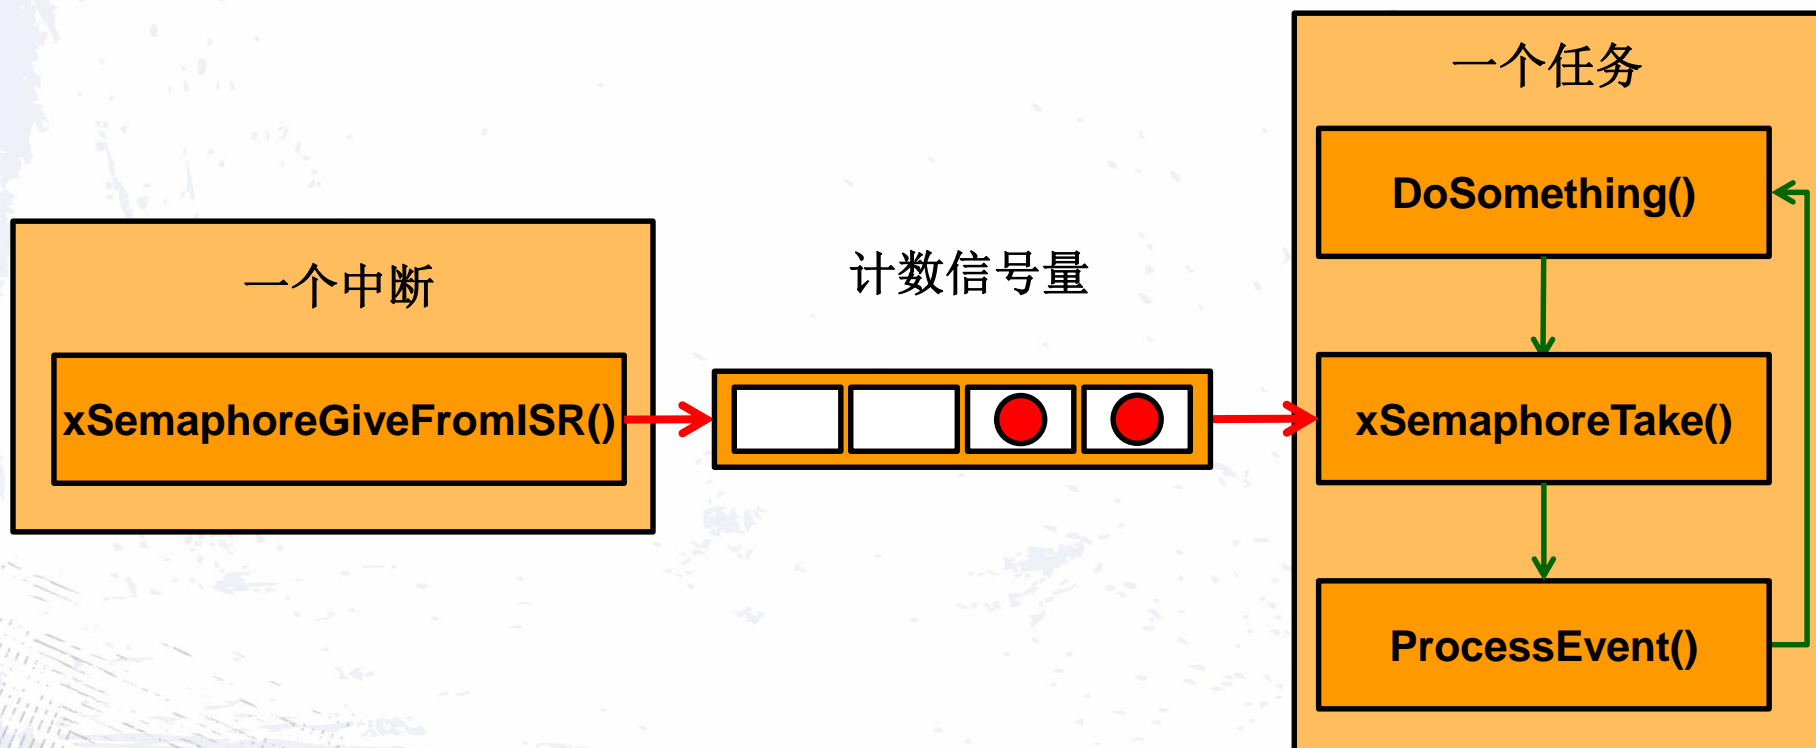 一个中断
xSemaphoreGiveFromISR()
计数信号量
一个任务
DoSomething()
xSemaphoreTake()
ProcessEvent()